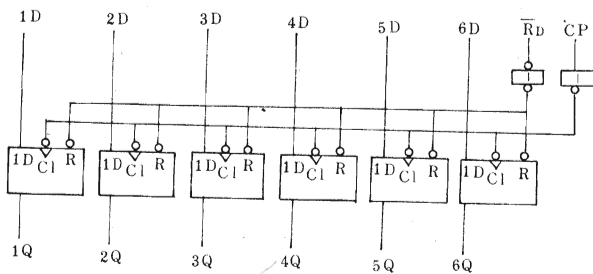 1D 2D 3D 4D 5D 6D R̅D CP
1D C1 R 1D C1 R 1D C1 R 1D C1 R 1D C1 R 1D C1 R
1Q 2Q 3Q 4Q 5Q 6Q